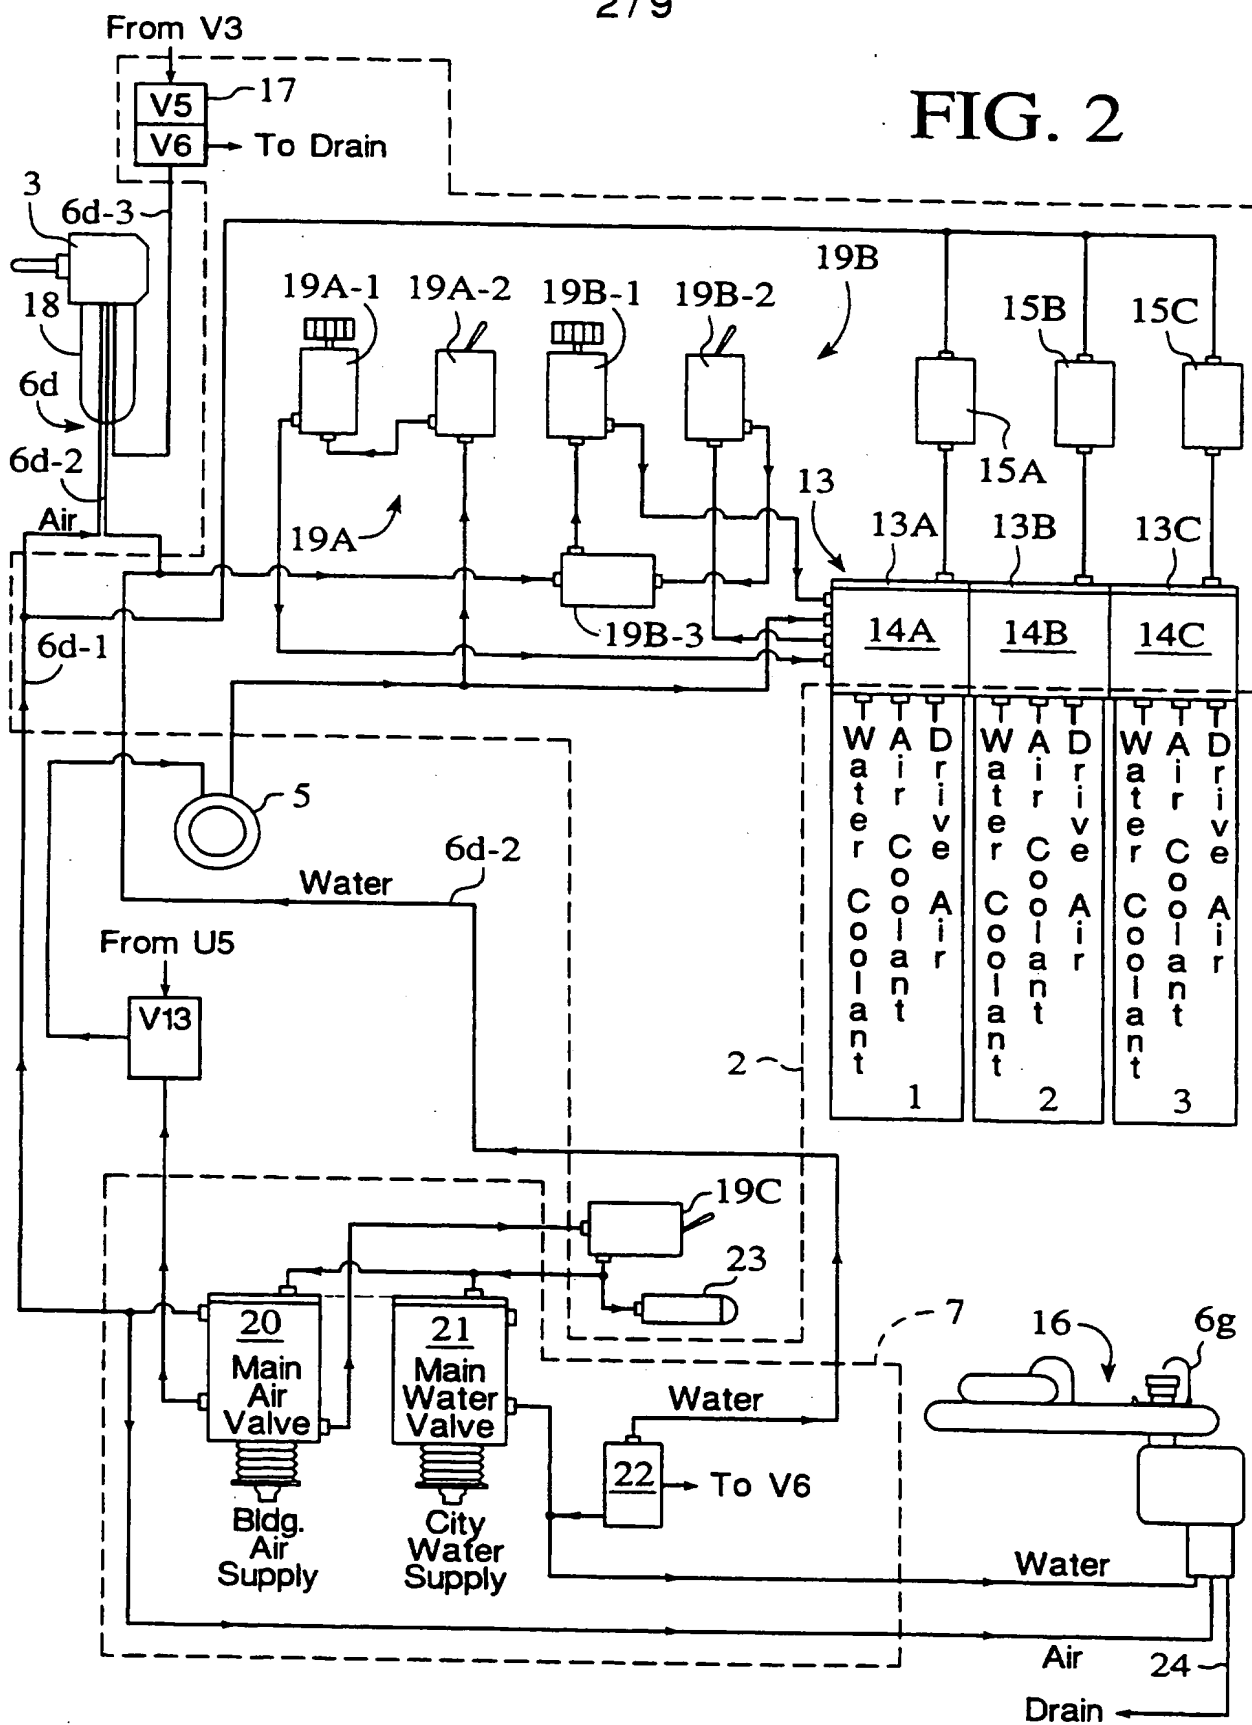 2/9
From V3
FIG. 2
V5
17
V6
To Drain
3
6d-3
18
6d
6d-2
Air
19A-1
19A-2
19B-1
19B-2
19B
15B
15C
15A
19A
13
13A
13B
13C
19B-3
14A
14B
14C
6d-1
5
6d-2
Water
Water Coolant
Air Coolant
Drive Air
1
Water Coolant
Air Coolant
Drive Air
2
Water Coolant
Air Coolant
Drive Air
3
From U5
V13
2
19C
23
7
16
6g
20
Main
Air
Valve
21
Main
Water
Valve
Water
22
To V6
Bldg.
Air
Supply
City
Water
Supply
Water
Air
24
Drain